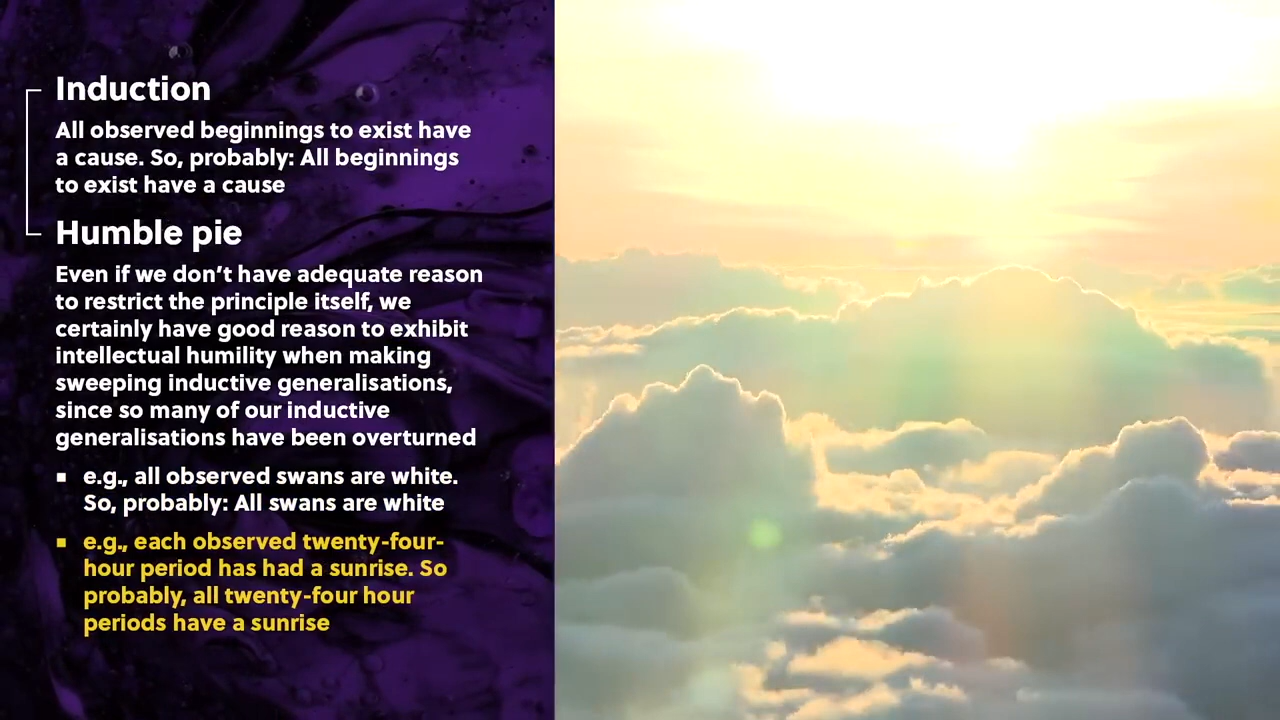 Induction
All observed beginnings to exist have
a cause. So, probably: All beginnings
to exist have a cause
Humble pie
Even if we don’t have adequate reason
to restrict the principle itself, we
certainly have good reason to exhibit
intellectual humility when making
sweeping inductive generalisations,
since so many of our inductive
generalisations have been overturned
▪ e.g., all observed swans are white.
So, probably: All swans are white
▪ e.g., each observed twenty-four-
hour period has had a sunrise. So
probably, all twenty-four hour
periods have a sunrise